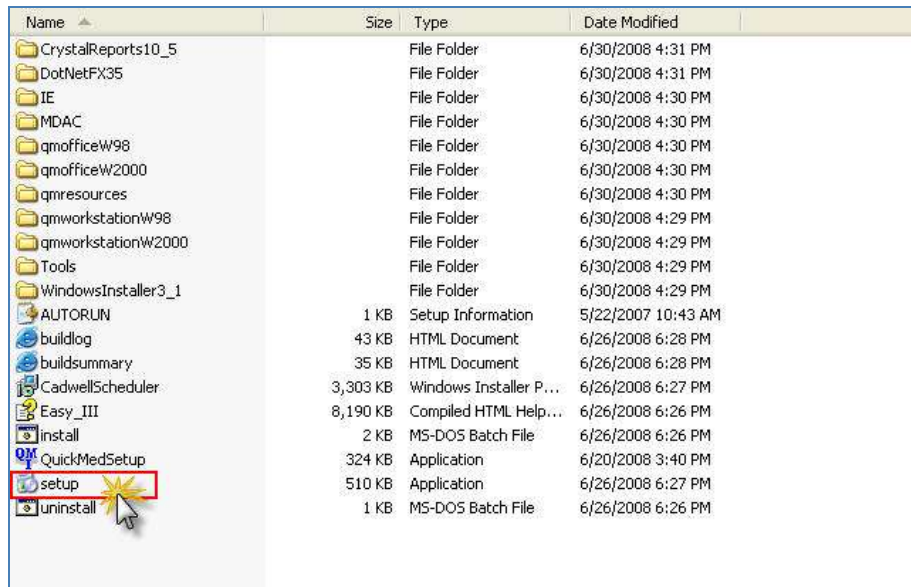 Name Size Type Date Modified
CrystalReports10_5 File Folder 6/30/2008 4:31 PM
DotNetFX35 File Folder 6/30/2008 4:31 PM
IE File Folder 6/30/2008 4:30 PM
MDAC File Folder 6/30/2008 4:30 PM
qmofficeW98 File Folder 6/30/2008 4:30 PM
qmofficeW2000 File Folder 6/30/2008 4:30 PM
qmresources File Folder 6/30/2008 4:30 PM
qmworkstationW98 File Folder 6/30/2008 4:29 PM
qmworkstationW2000 File Folder 6/30/2008 4:29 PM
Tools File Folder 6/30/2008 4:29 PM
WindowsInstaller3_1 File Folder 6/30/2008 4:29 PM
AUTORUN 1 KB Setup Information 5/22/2007 10:43 AM
buildlog 43 KB HTML Document 6/26/2008 6:28 PM
buildsummary 35 KB HTML Document 6/26/2008 6:28 PM
CadwellScheduler 3,303 KB Windows Installer P... 6/26/2008 6:27 PM
Easy_III 8,190 KB Compiled HTML Help... 6/26/2008 6:26 PM
install 2 KB MS-DOS Batch File 6/26/2008 6:26 PM
QMI QuickMedSetup 324 KB Application 6/20/2008 3:40 PM
setup 510 KB Application 6/26/2008 6:27 PM
uninstall 1 KB MS-DOS Batch File 6/26/2008 6:26 PM